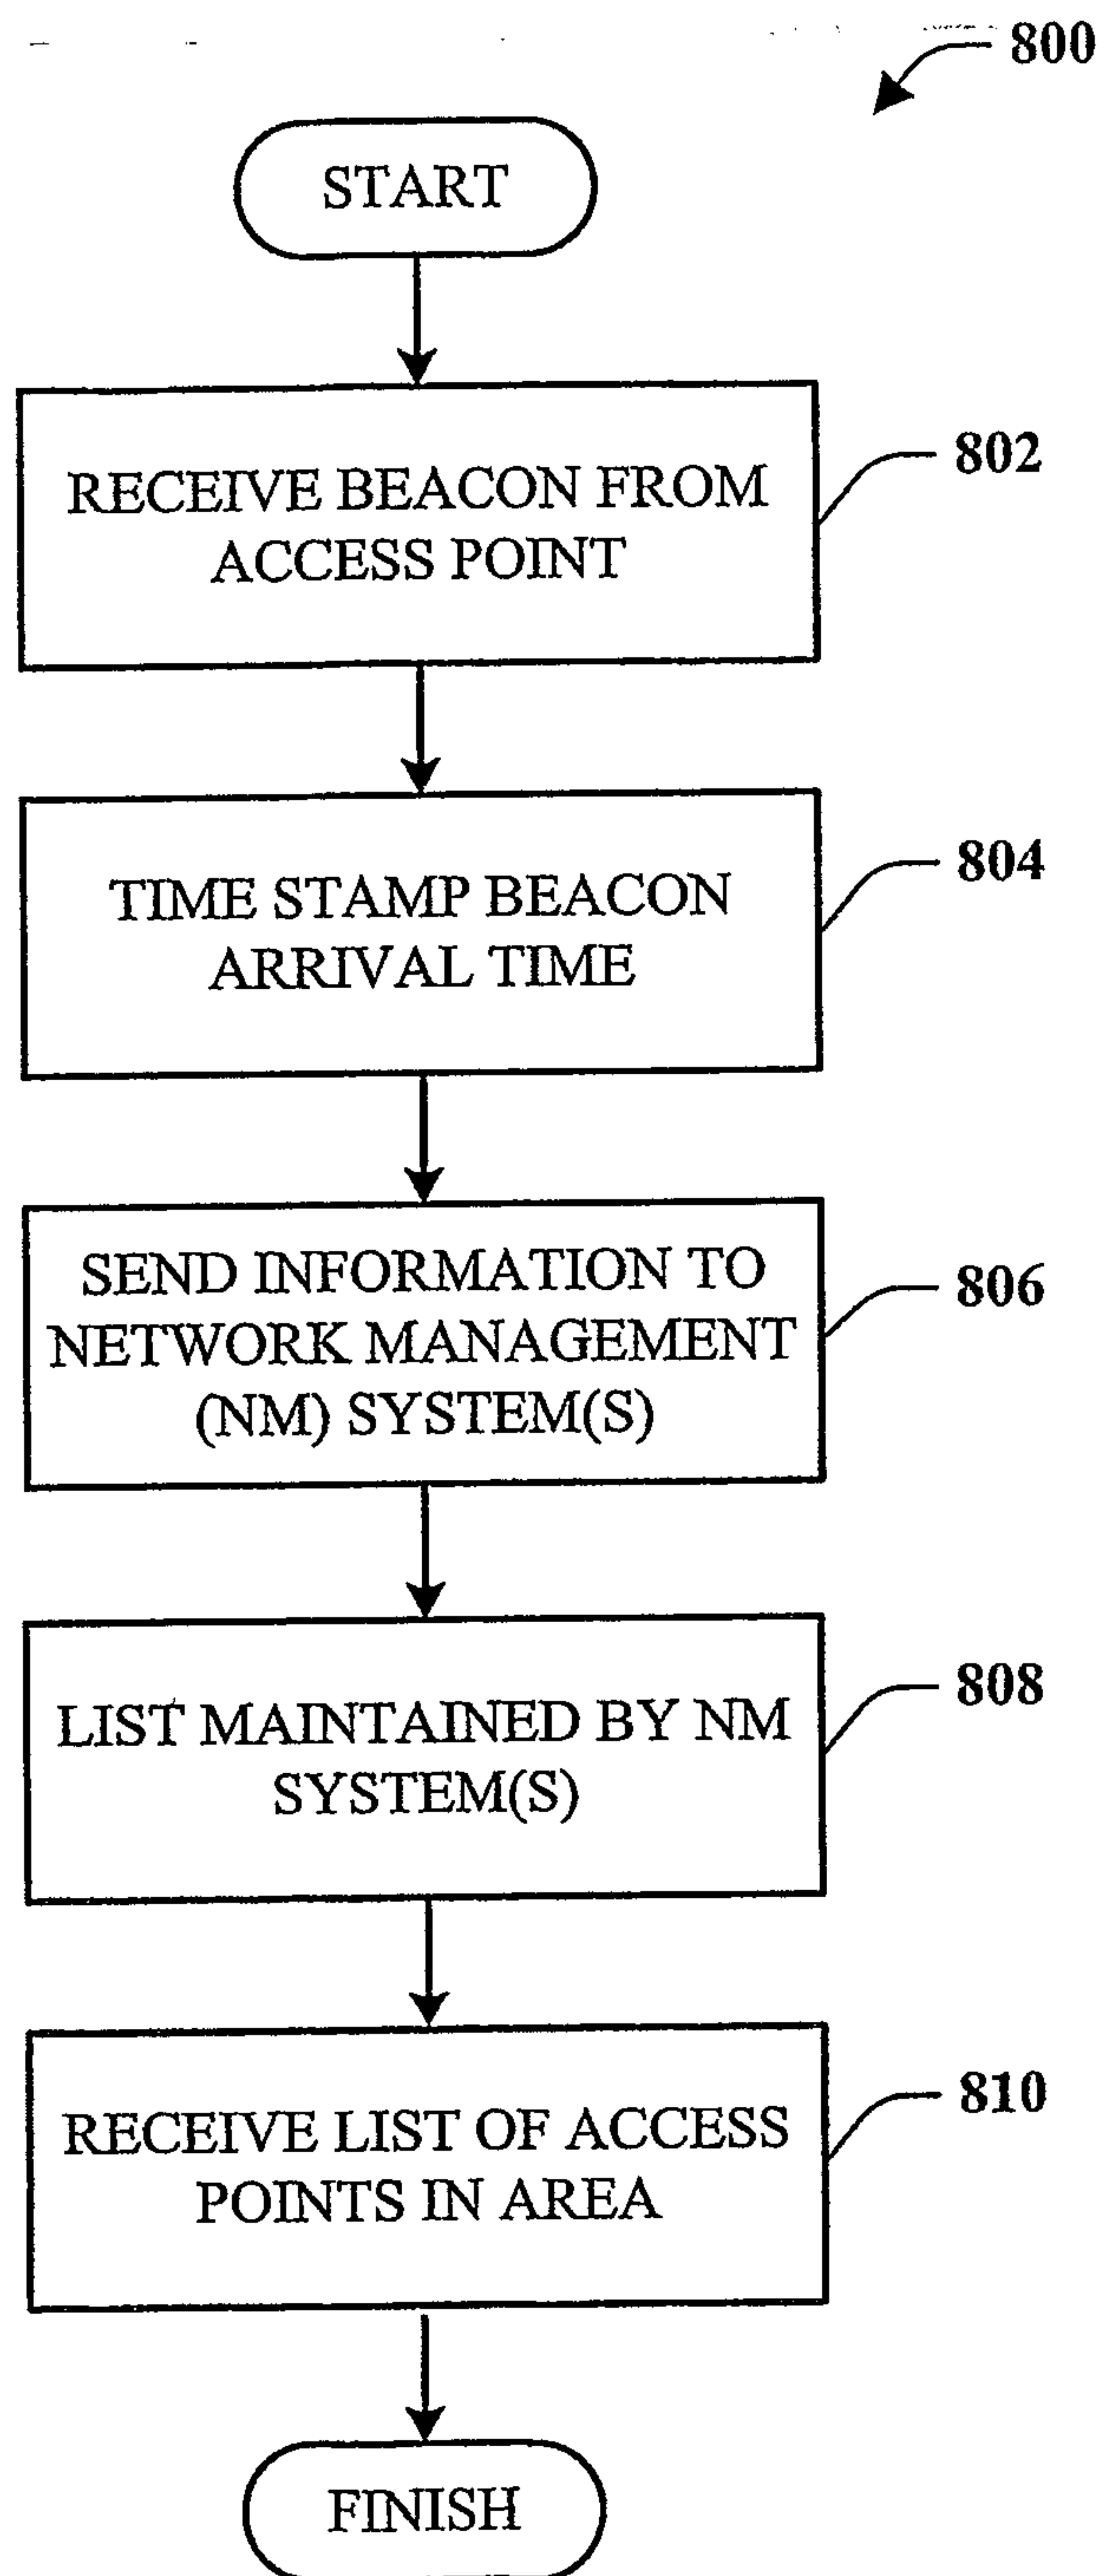 800
START
RECEIVE BEACON FROM
ACCESS POINT
802
TIME STAMP BEACON
ARRIVAL TIME
804
SEND INFORMATION TO
NETWORK MANAGEMENT
(NM) SYSTEM(S)
806
LIST MAINTAINED BY NM
SYSTEM(S)
808
RECEIVE LIST OF ACCESS
POINTS IN AREA
810
FINISH